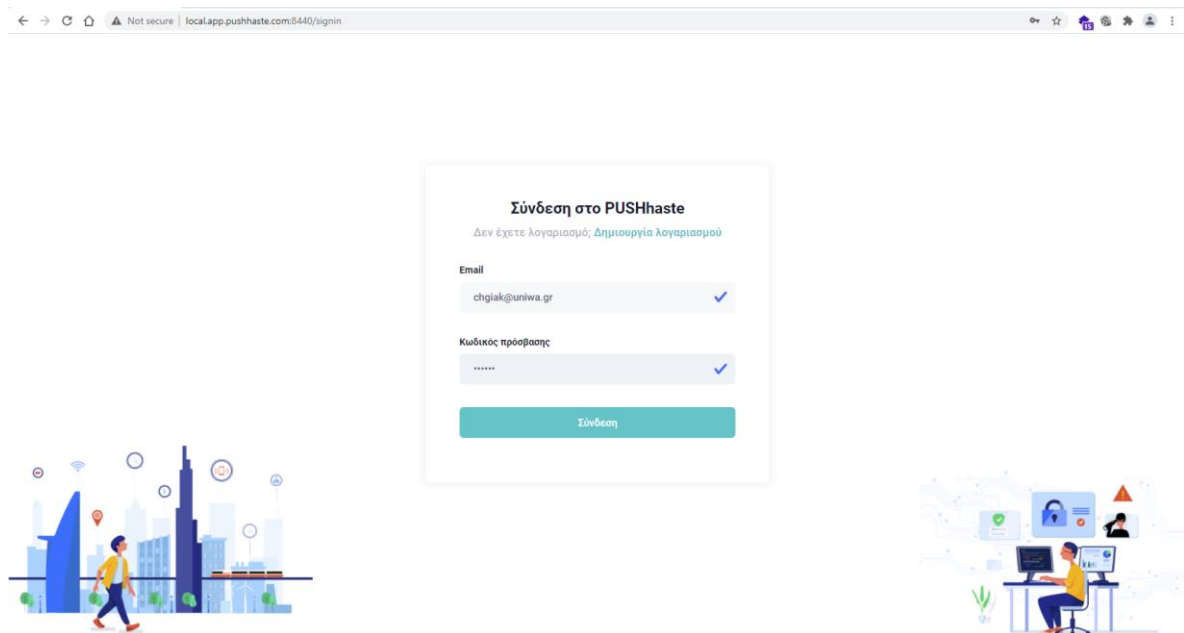 Not secure | local.app.pushhaste.com:8440/signin
15
Σύνδεση στο PUSHhaste
Δεν έχετε λογαριασμό; Δημιουργία λογαριασμού
Email
chgiak@uniwa.gr
Κωδικός πρόσβασης
••••••
Σύνδεση